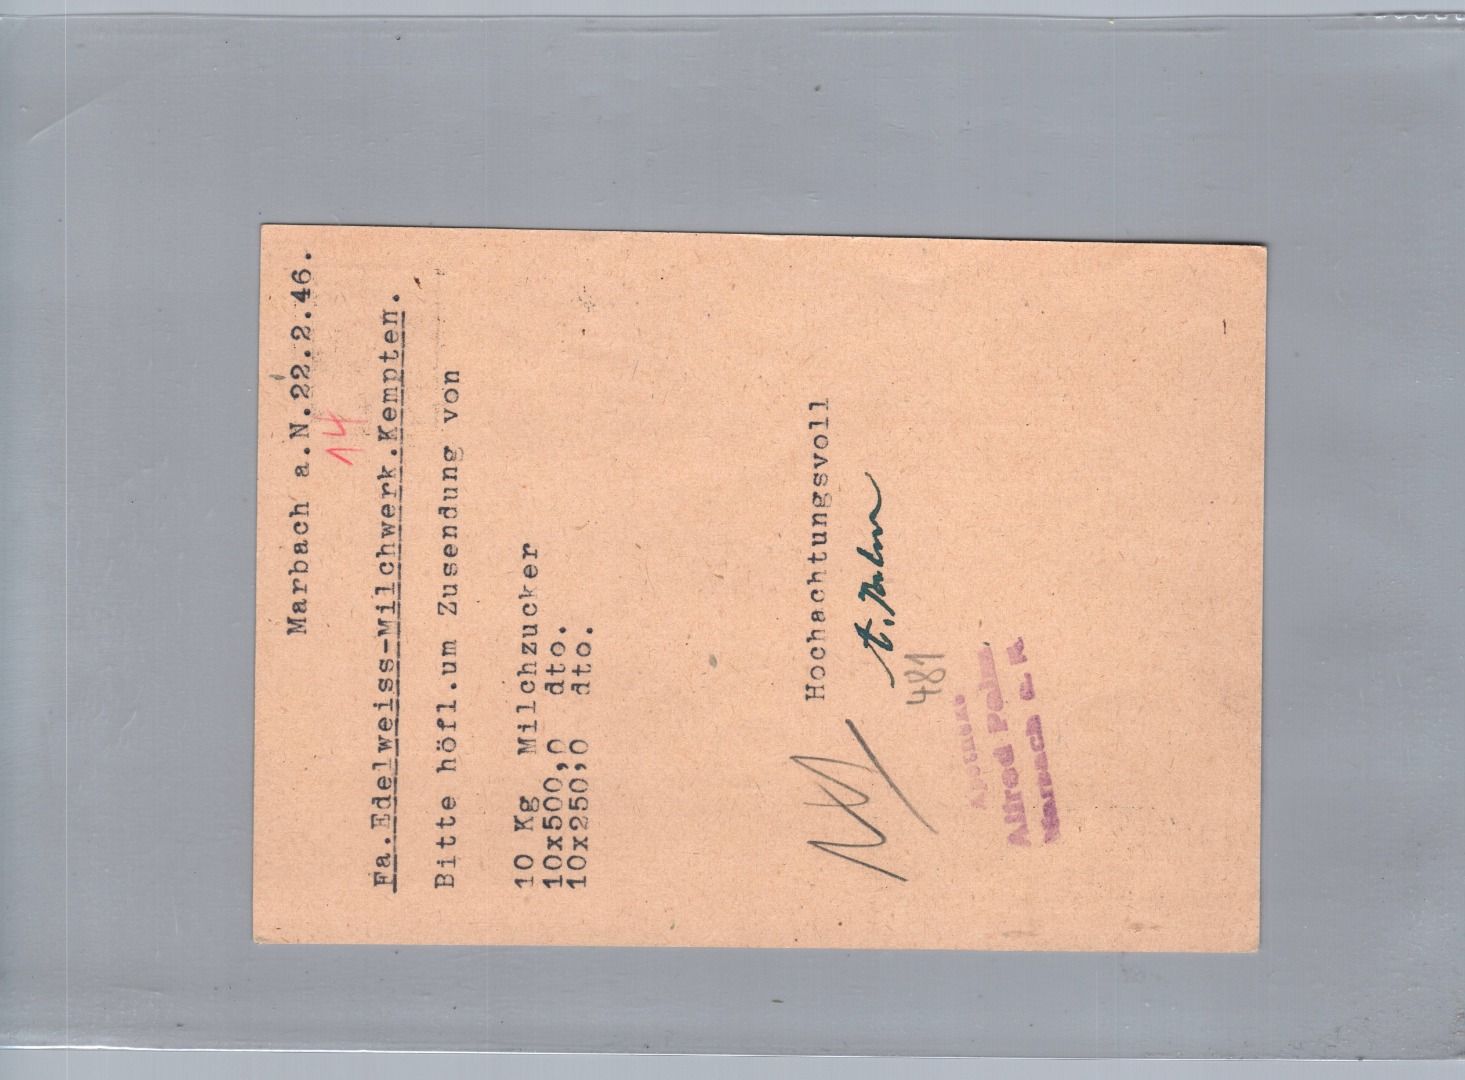 Marbach a.N.22.2.46.
14
Fa.Edelweiss-Milchwerk.Kempten.
Bitte höfl.um Zusendung von
10 Kg Milchzucker
10x500,0 dto.
10x250,0 dto.
Hochachtungsvoll
481
Alfred Palm
Marbach a. N.